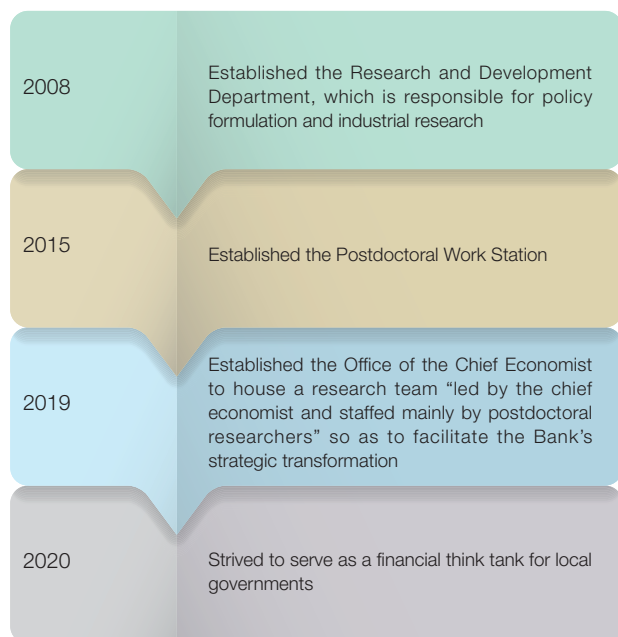 2008
Established the Research and Development
Department, which is responsible for policy
formulation and industrial research
2015
Established the Postdoctoral Work Station
2019
Established the Office of the Chief Economist
to house a research team “led by the chief
economist and staffed mainly by postdoctoral
researchers” so as to facilitate the Bank’s
strategic transformation
2020
Strived to serve as a financial think tank for local
governments